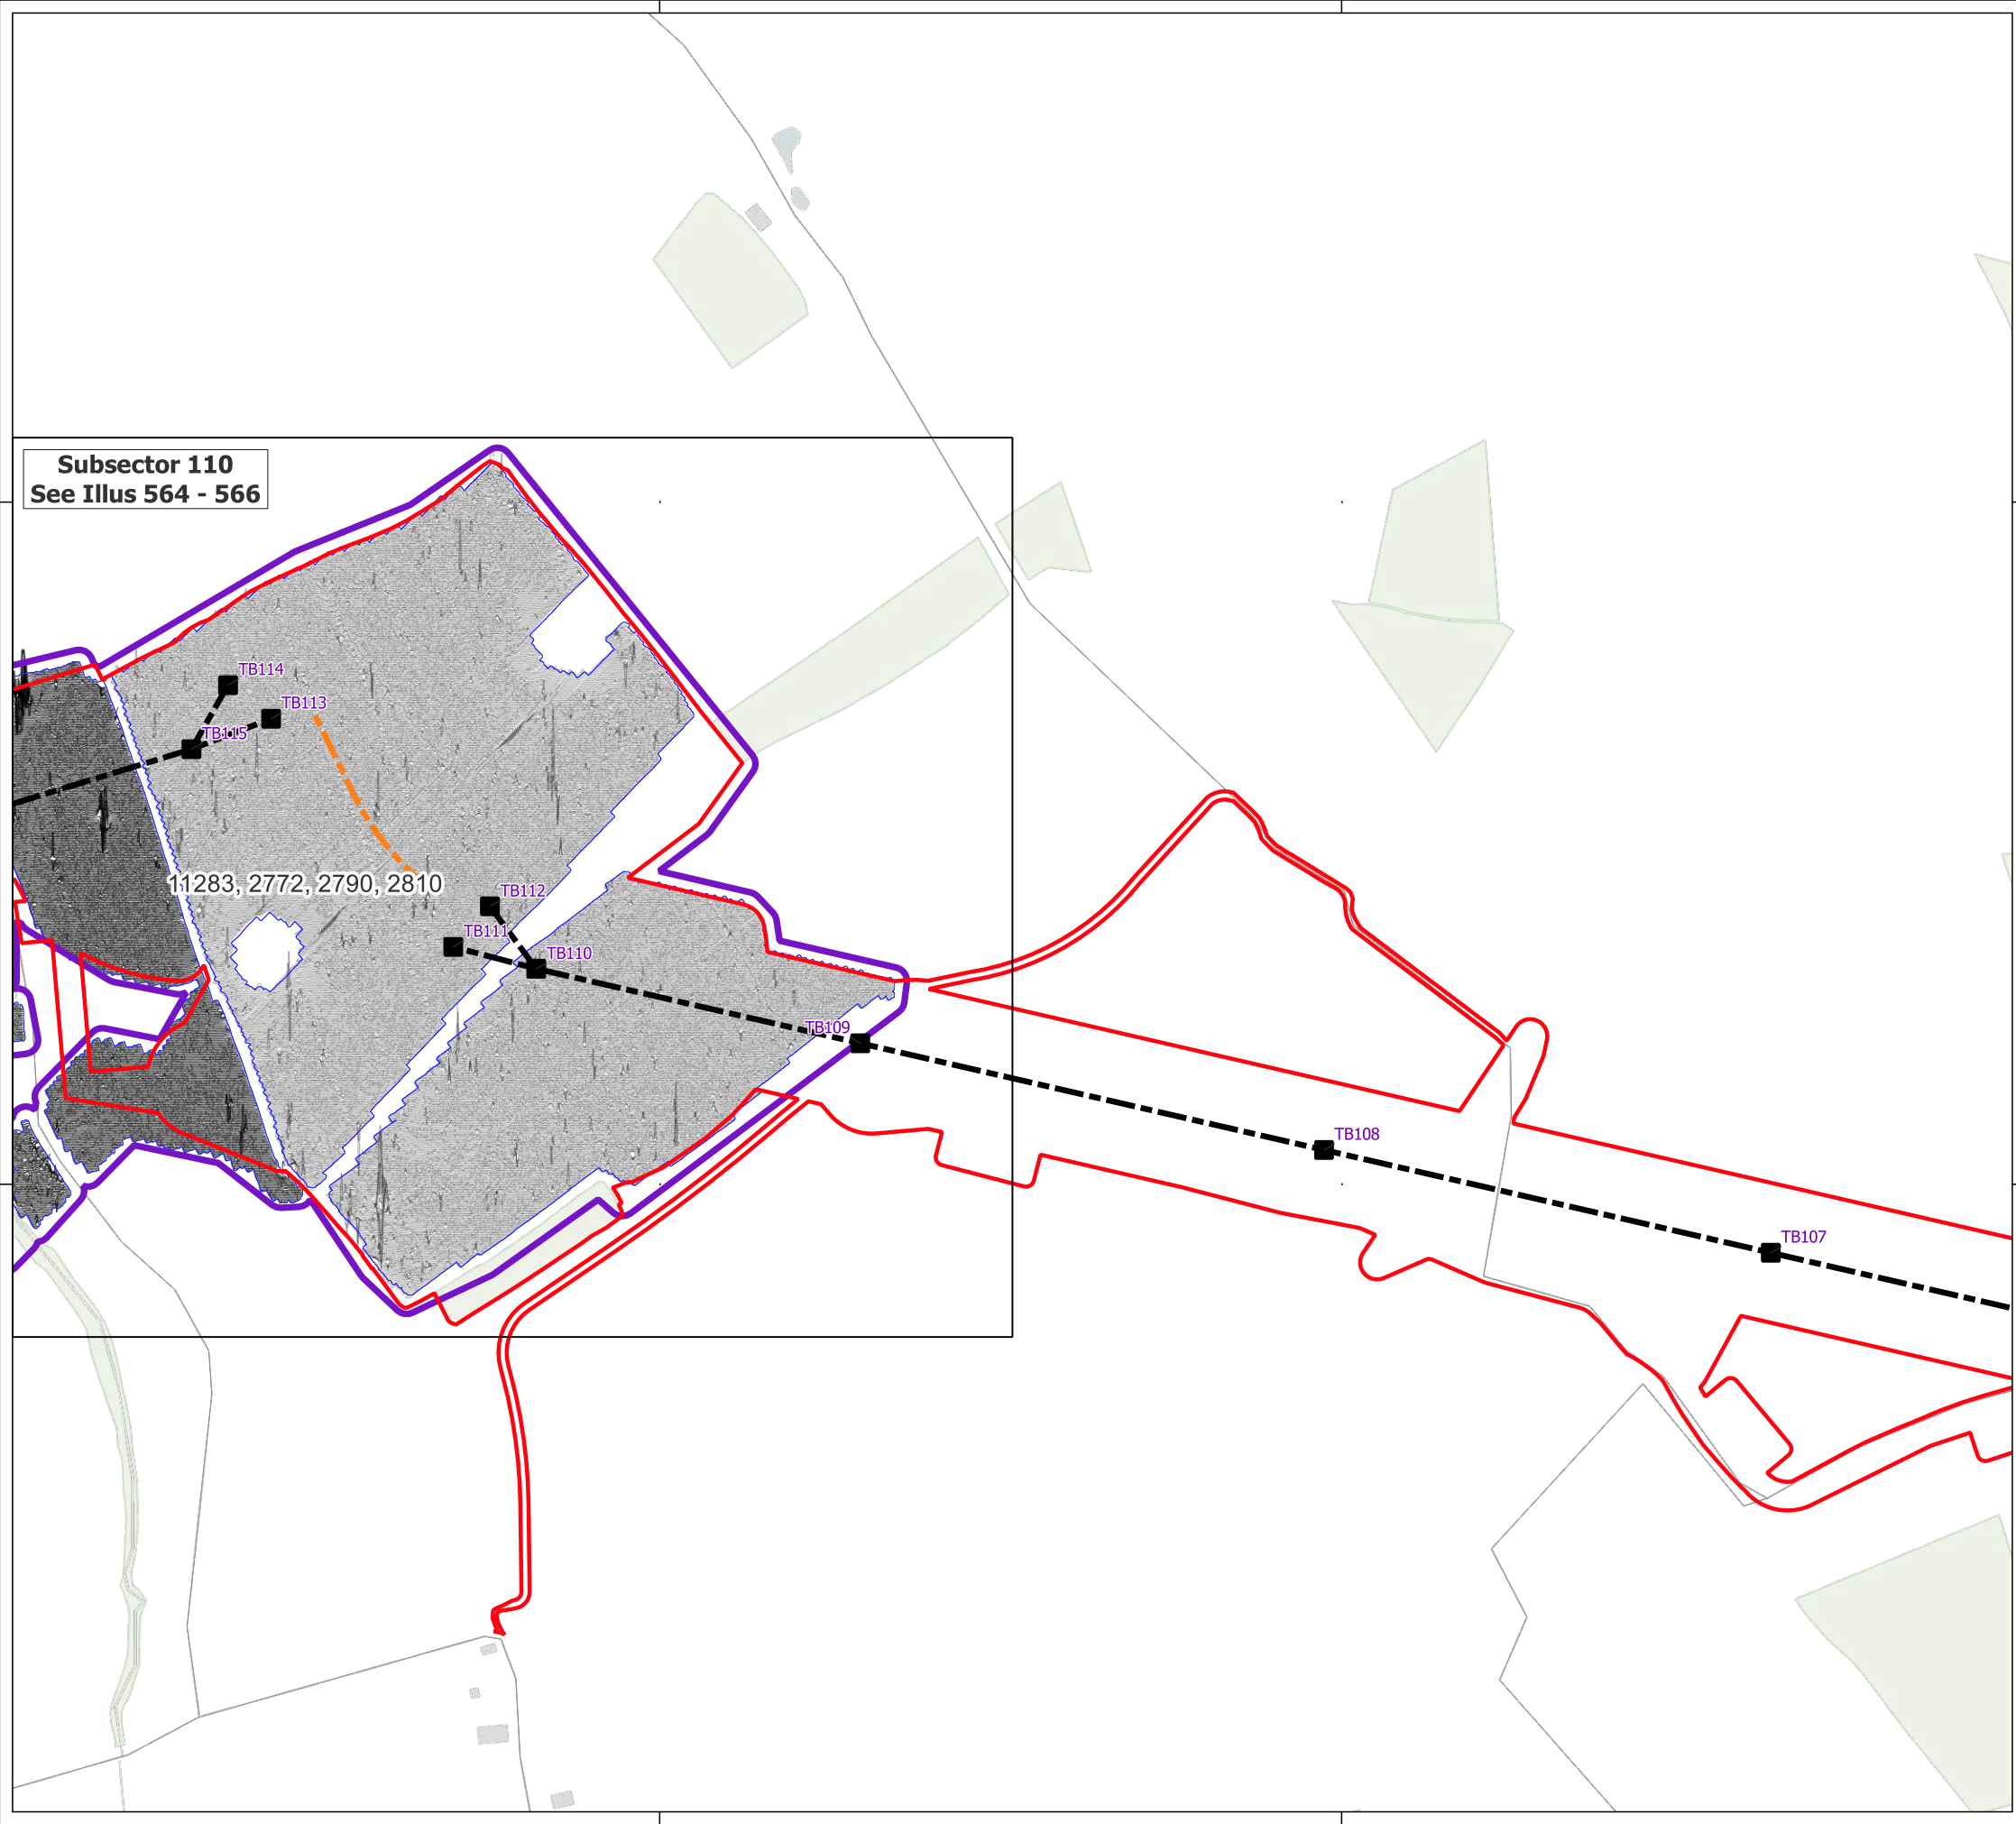 Subsector 110
See Illus 564 - 566
TB114
TB113
TB115
11283, 2772, 2790, 2810
TB112
TB111
TB110
TB109
TB108
TB107